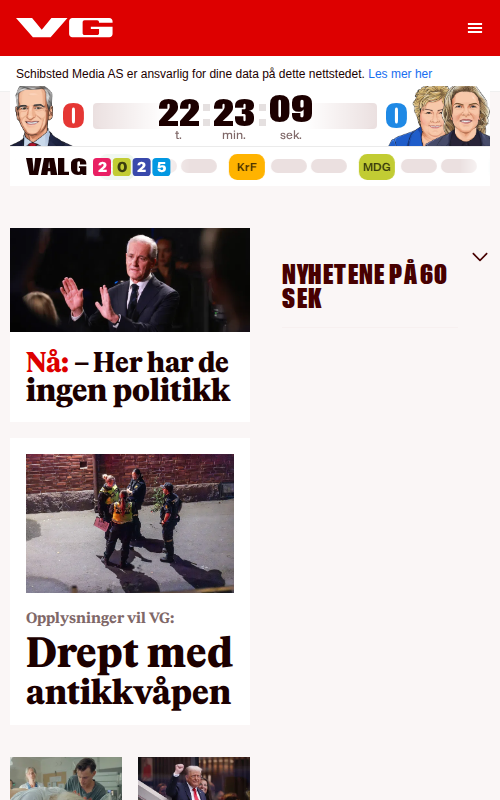 VG
Schibsted Media AS er ansvarlig for dine data på dette nettstedet. Les mer her
0 22:23:09 0
t. min. sek.
VALG 2025 KrF MDG
NYHETENE PÅ 60
SEK
Nå: – Her har de
ingen politikk
Opplysninger vil VG:
Drept med
antikkvåpen